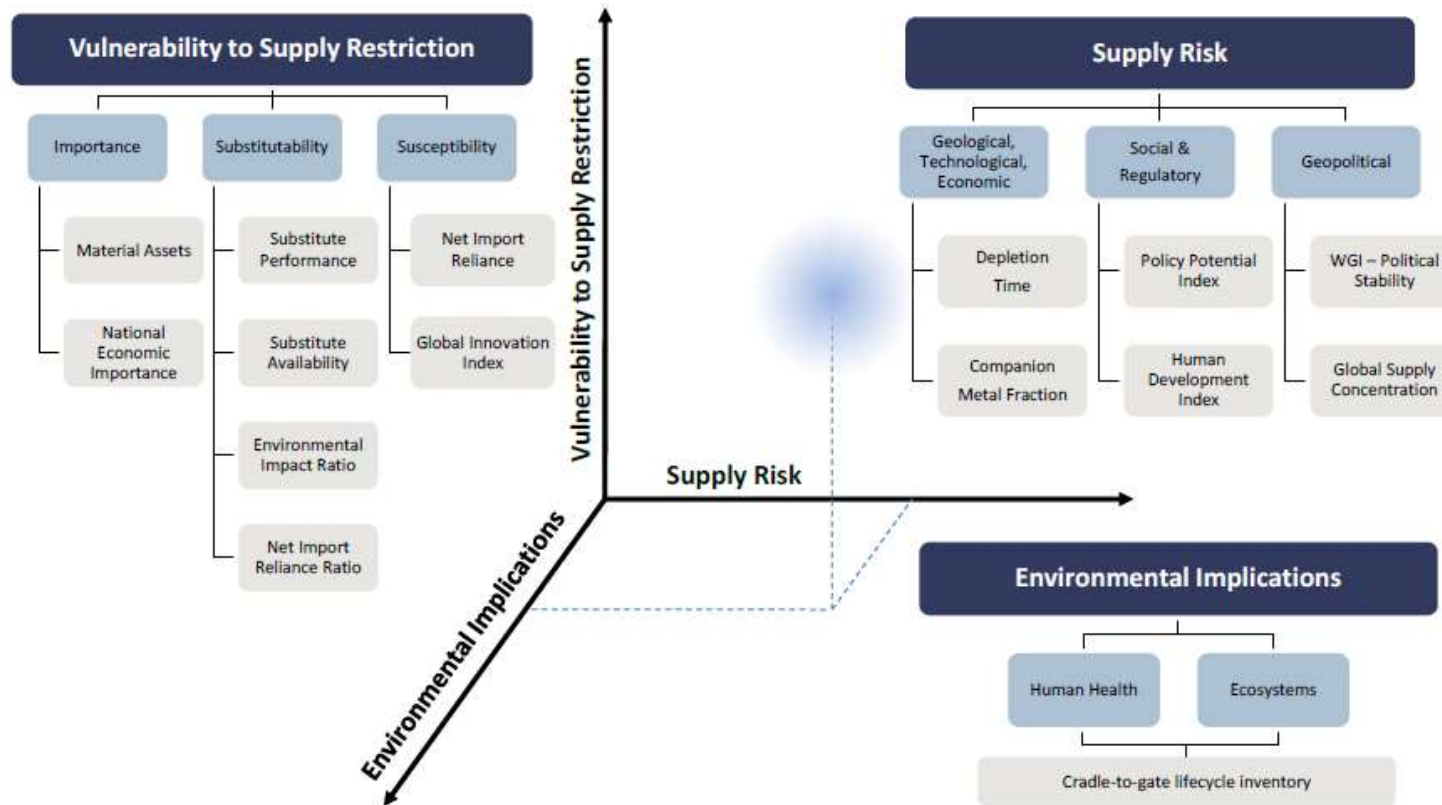 Vulnerability to Supply Restriction
Importance
Substitutability
Susceptibility
Material Assets
National
Economic
Importance
Substitute
Performance
Substitute
Availability
Environmental
Impact Ratio
Net Import
Reliance Ratio
Net Import
Reliance
Global Innovation
Index
Vulnerability to Supply Restriction
Supply Risk
Environmental Implications
Supply Risk
Geological,
Technological,
Economic
Social &
Regulatory
Geopolitical
Depletion
Time
Companion
Metal Fraction
Policy Potential
Index
Human
Development
Index
WGI – Political
Stability
Global Supply
Concentration
Environmental Implications
Human Health
Ecosystems
Cradle-to-gate lifecycle inventory